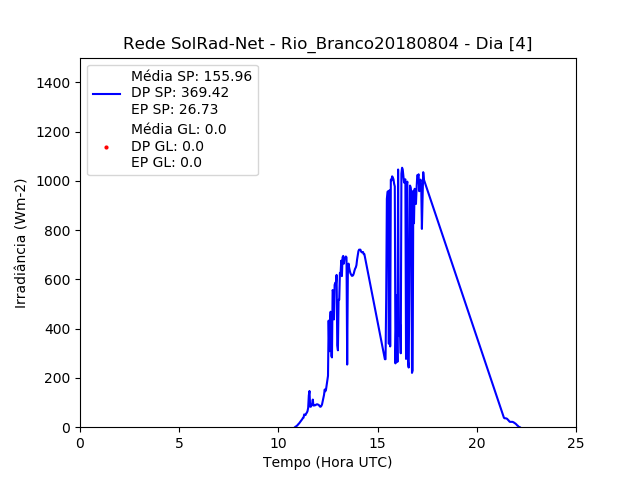 Rede SolRad-Net - Rio_Branco20180804 - Dia [4]
Média SP: 155.96
DP SP: 369.42
EP SP: 26.73
Média GL: 0.0
DP GL: 0.0
EP GL: 0.0
1400
1200
1000
800
600
400
200
0
Irradiância (Wm-2)
0 5 10 15 20 25
Tempo (Hora UTC)